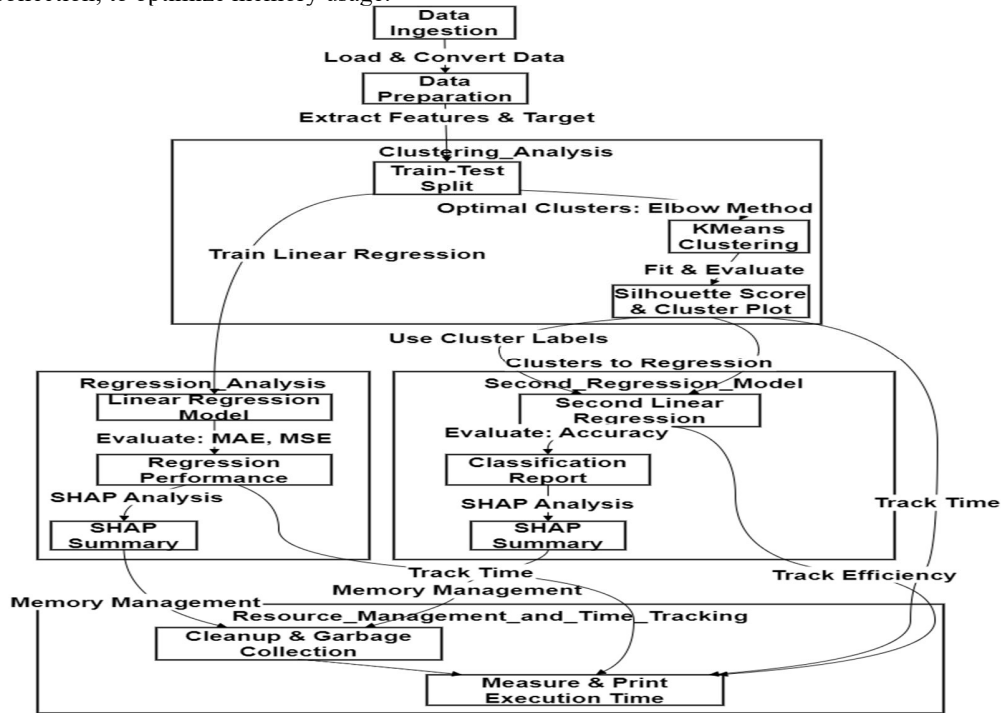 to optimize memory usage.
Data
Ingestion
Load & Convert Data
Data
Preparation
Extract Features & Target
Clustering_Analysis
Train-Test
Split
Optimal Clusters: Elbow Method
KMeans
Clustering
Train Linear Regression
Fit & Evaluate
Silhouette Score
& Cluster Plot
Use Cluster Labels
Clusters to Regression
Regression_Analysis
Linear Regression
Model
Evaluate: MAE, MSE
Regression
Performance
SHAP Analysis
SHAP
Summary
Second_Regression_Model
Second Linear
Regression
Evaluate: Accuracy
Classification
Report
SHAP Analysis
SHAP
Summary
Track Time
Track Time
Track Efficiency
Memory Management
Memory Management
Resource_Management_and_Time_Tracking
Cleanup & Garbage
Collection
Measure & Print
Execution Time